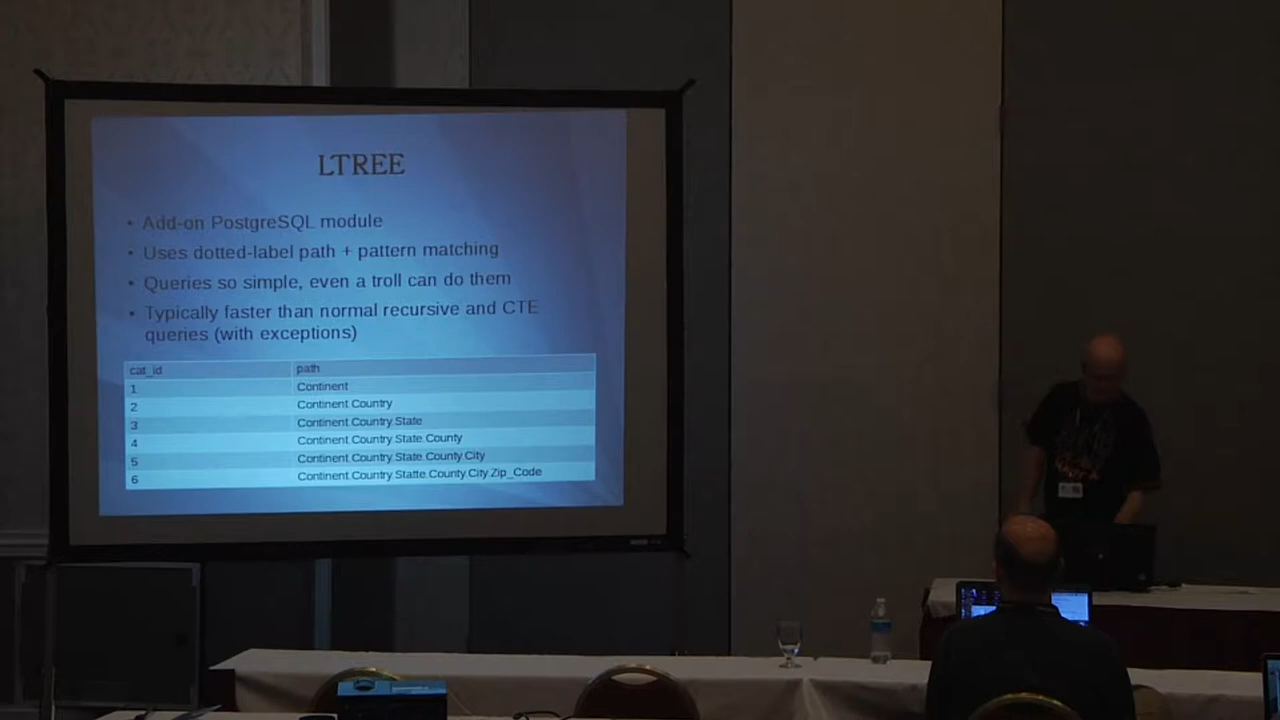 LTREE
• Add-on PostgreSQL module
• Uses dotted-label path + pattern matching
• Queries so simple, even a troll can do them
• Typically faster than normal recursive and CTE
queries (with exceptions)
cat_id path
1 Continent
2 Continent.Country
3 Continent.Country.State
4 Continent.Country.State.County
5 Continent.Country.State.County.City
6 Continent.Country.Statte.County.City.Zip_Code